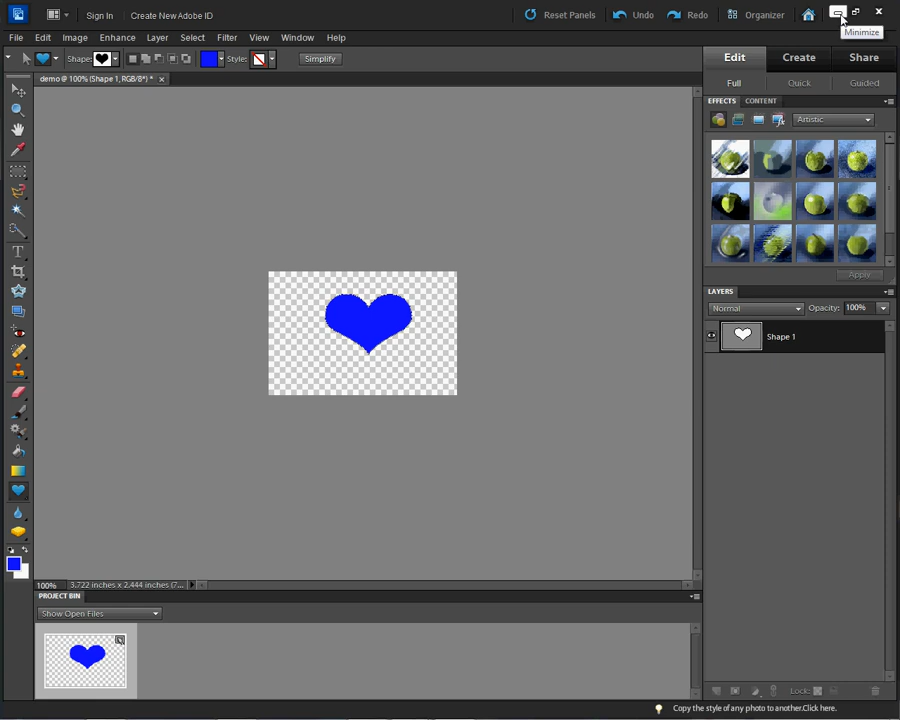 Sign In Create New Adobe ID Reset Panels Undo Redo Organizer
Minimize
File Edit Image Enhance Layer Select Filter View Window Help
Shape: Style: Simplify
Edit Create Share
demo @ 100% (Shape 1, RGB/8*) *
Full Quick Guided
EFFECTS CONTENT
Artistic
Apply
LAYERS
Normal Opacity: 100%
Shape 1
100% 3.722 inches x 2.444 inches (7...
PROJECT BIN
Show Open Files
Lock:
Copy the style of any photo to another.Click here.